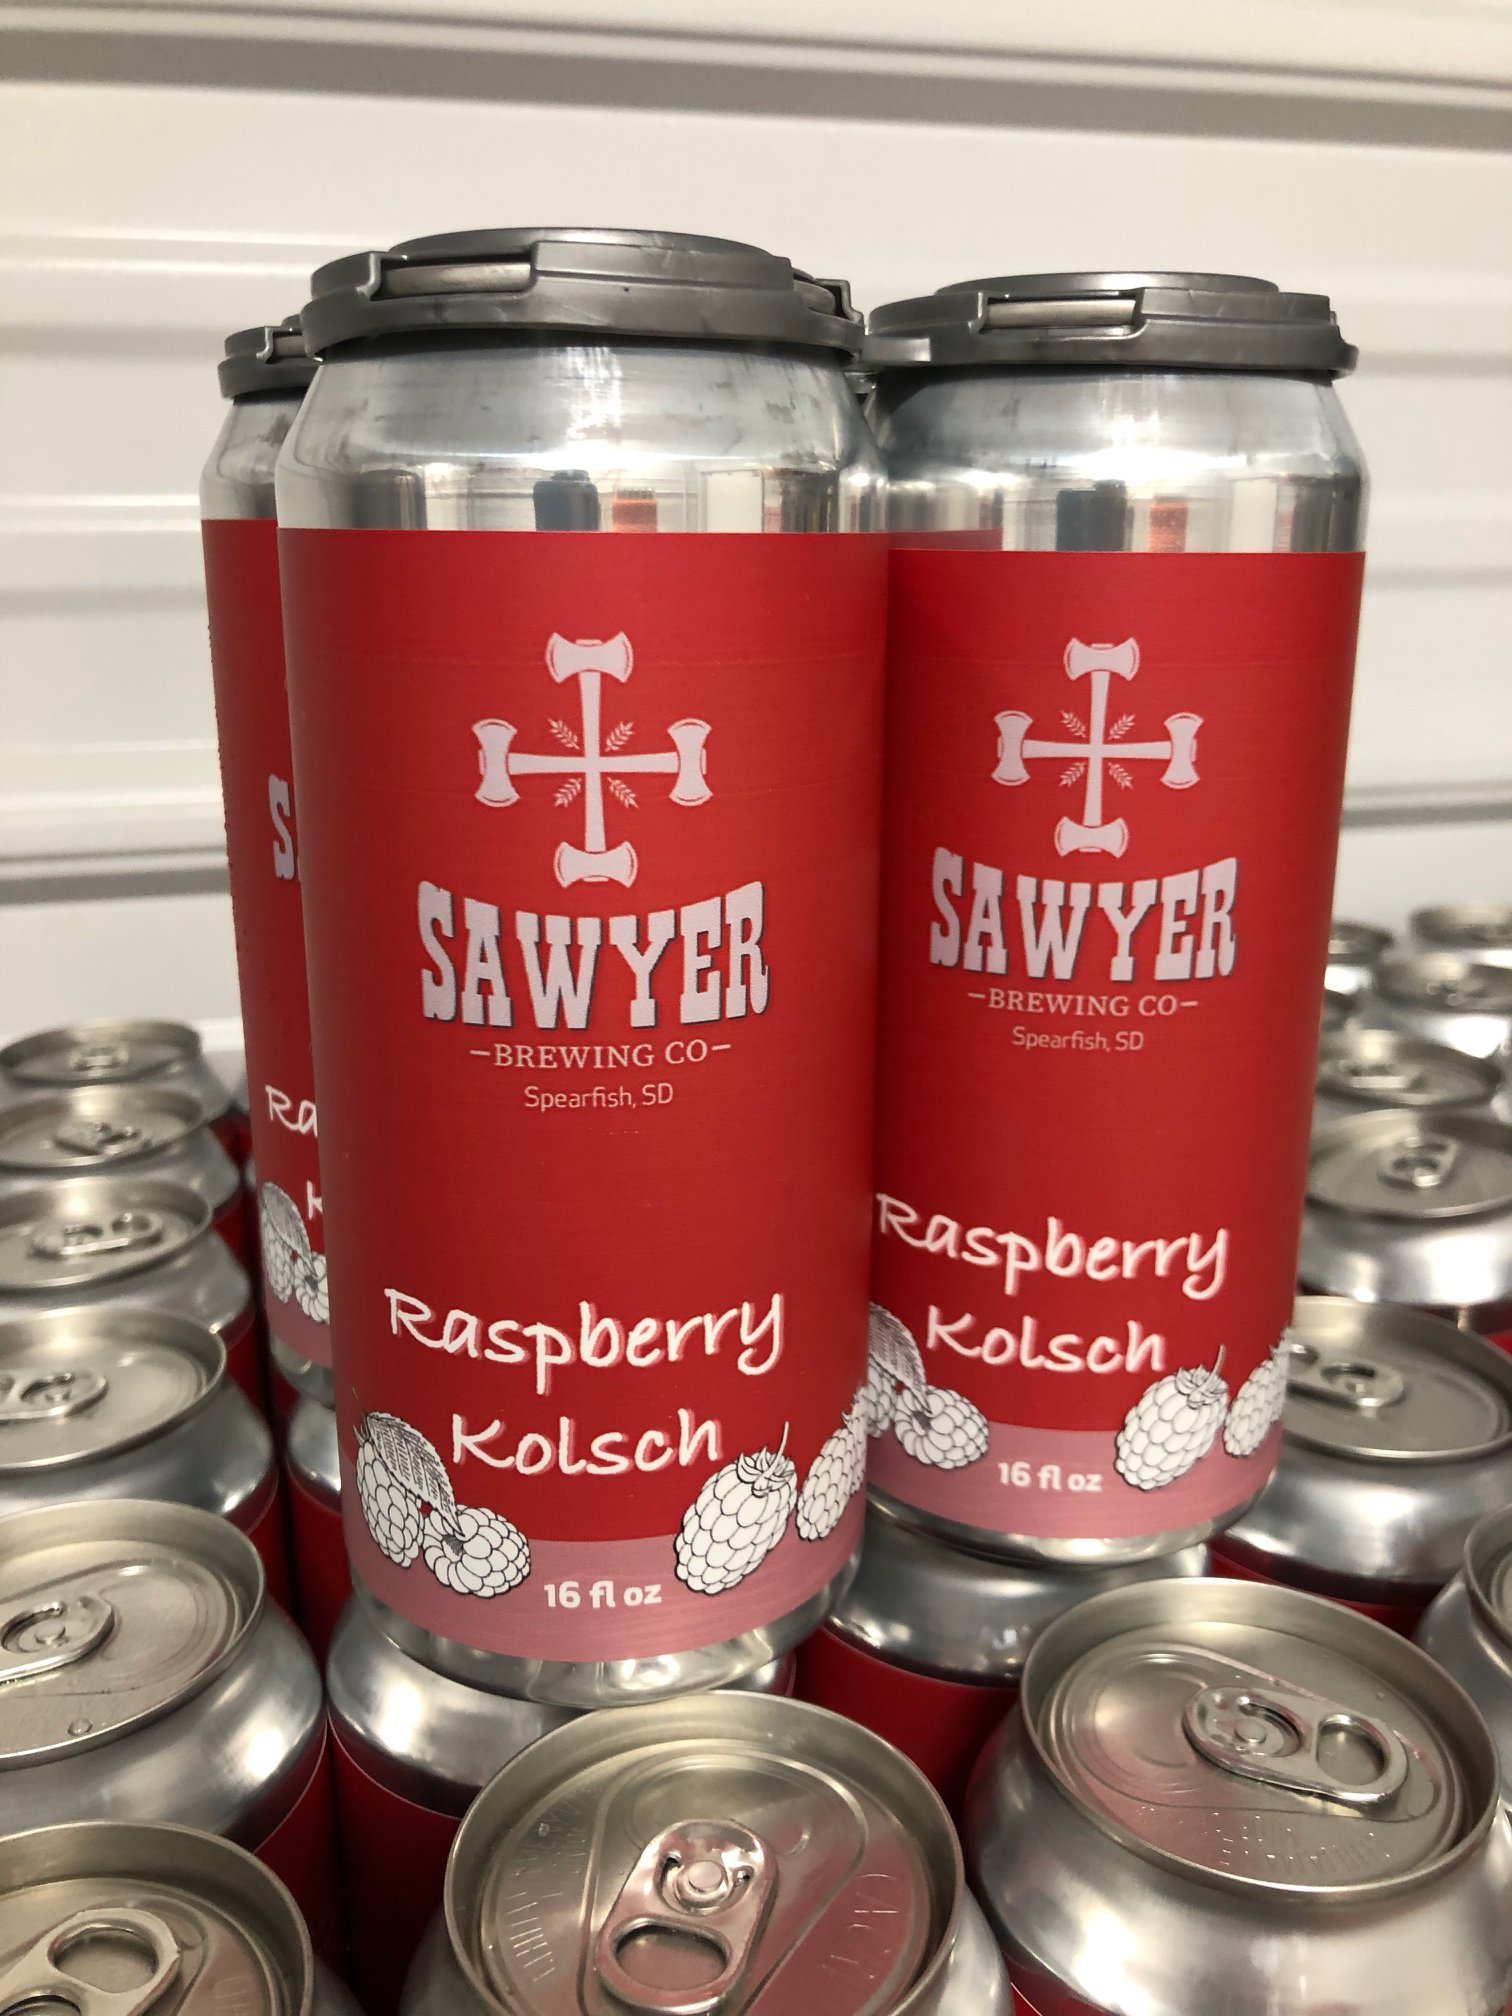 SAWYER
-BREWING CO-
Spearfish, SD
Raspberry
Kolsch
16 fl oz
SAWYER
-BREWING CO-
Spearfish, SD
Raspberry
Kolsch
16 fl oz
S
Ra
K